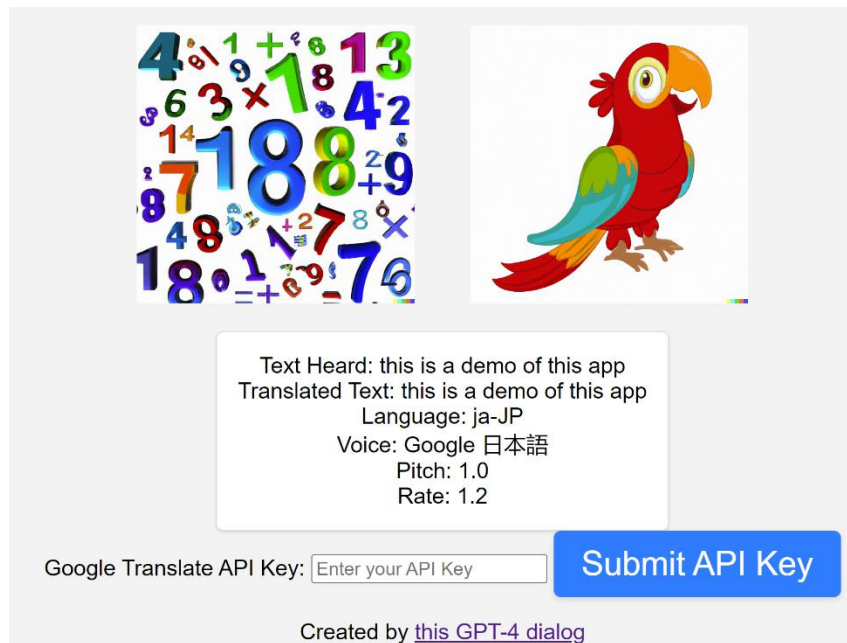 Text Heard: this is a demo of this app
Translated Text: this is a demo of this app
Language: ja-JP
Voice: Google 日本語
Pitch: 1.0
Rate: 1.2
Google Translate API Key: Enter your API Key Submit API Key
Created by this GPT-4 dialog